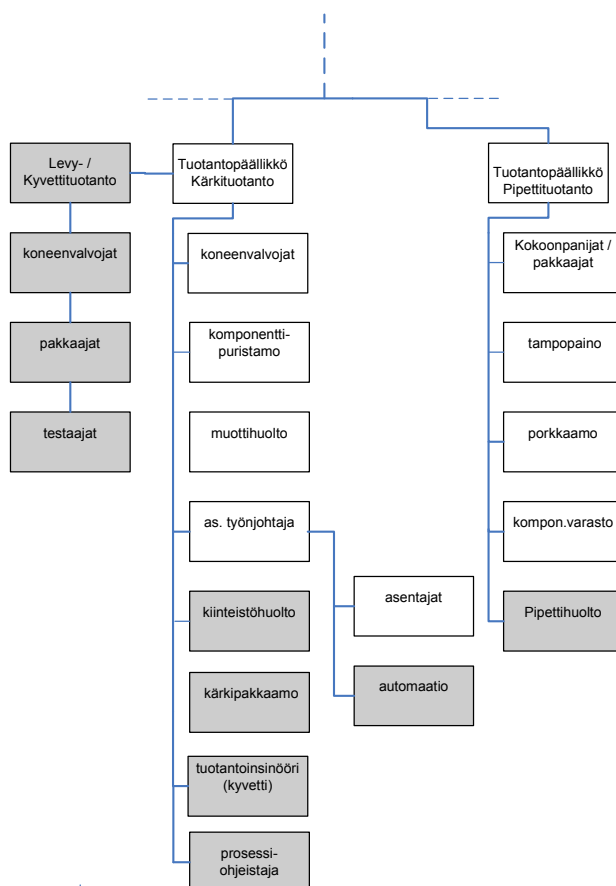 Levy- /
Kyvettituotanto
koneenvalvojat
pakkaajat
testaajat
Tuotantopäällikkö
Kärkituotanto
koneenvalvojat
komponentti-
puristamo
muottihuolto
as. työnjohtaja
kiinteistöhuolto
kärkipakkaamo
tuotantoinsinööri
(kyvetti)
prosessi-
ohjeistaja
asentajat
automaatio
Tuotantopäällikkö
Pipettituotanto
Kokoonpanijat /
pakkaajat
tampopaino
porkkaamo
kompon.varasto
Pipettihuolto